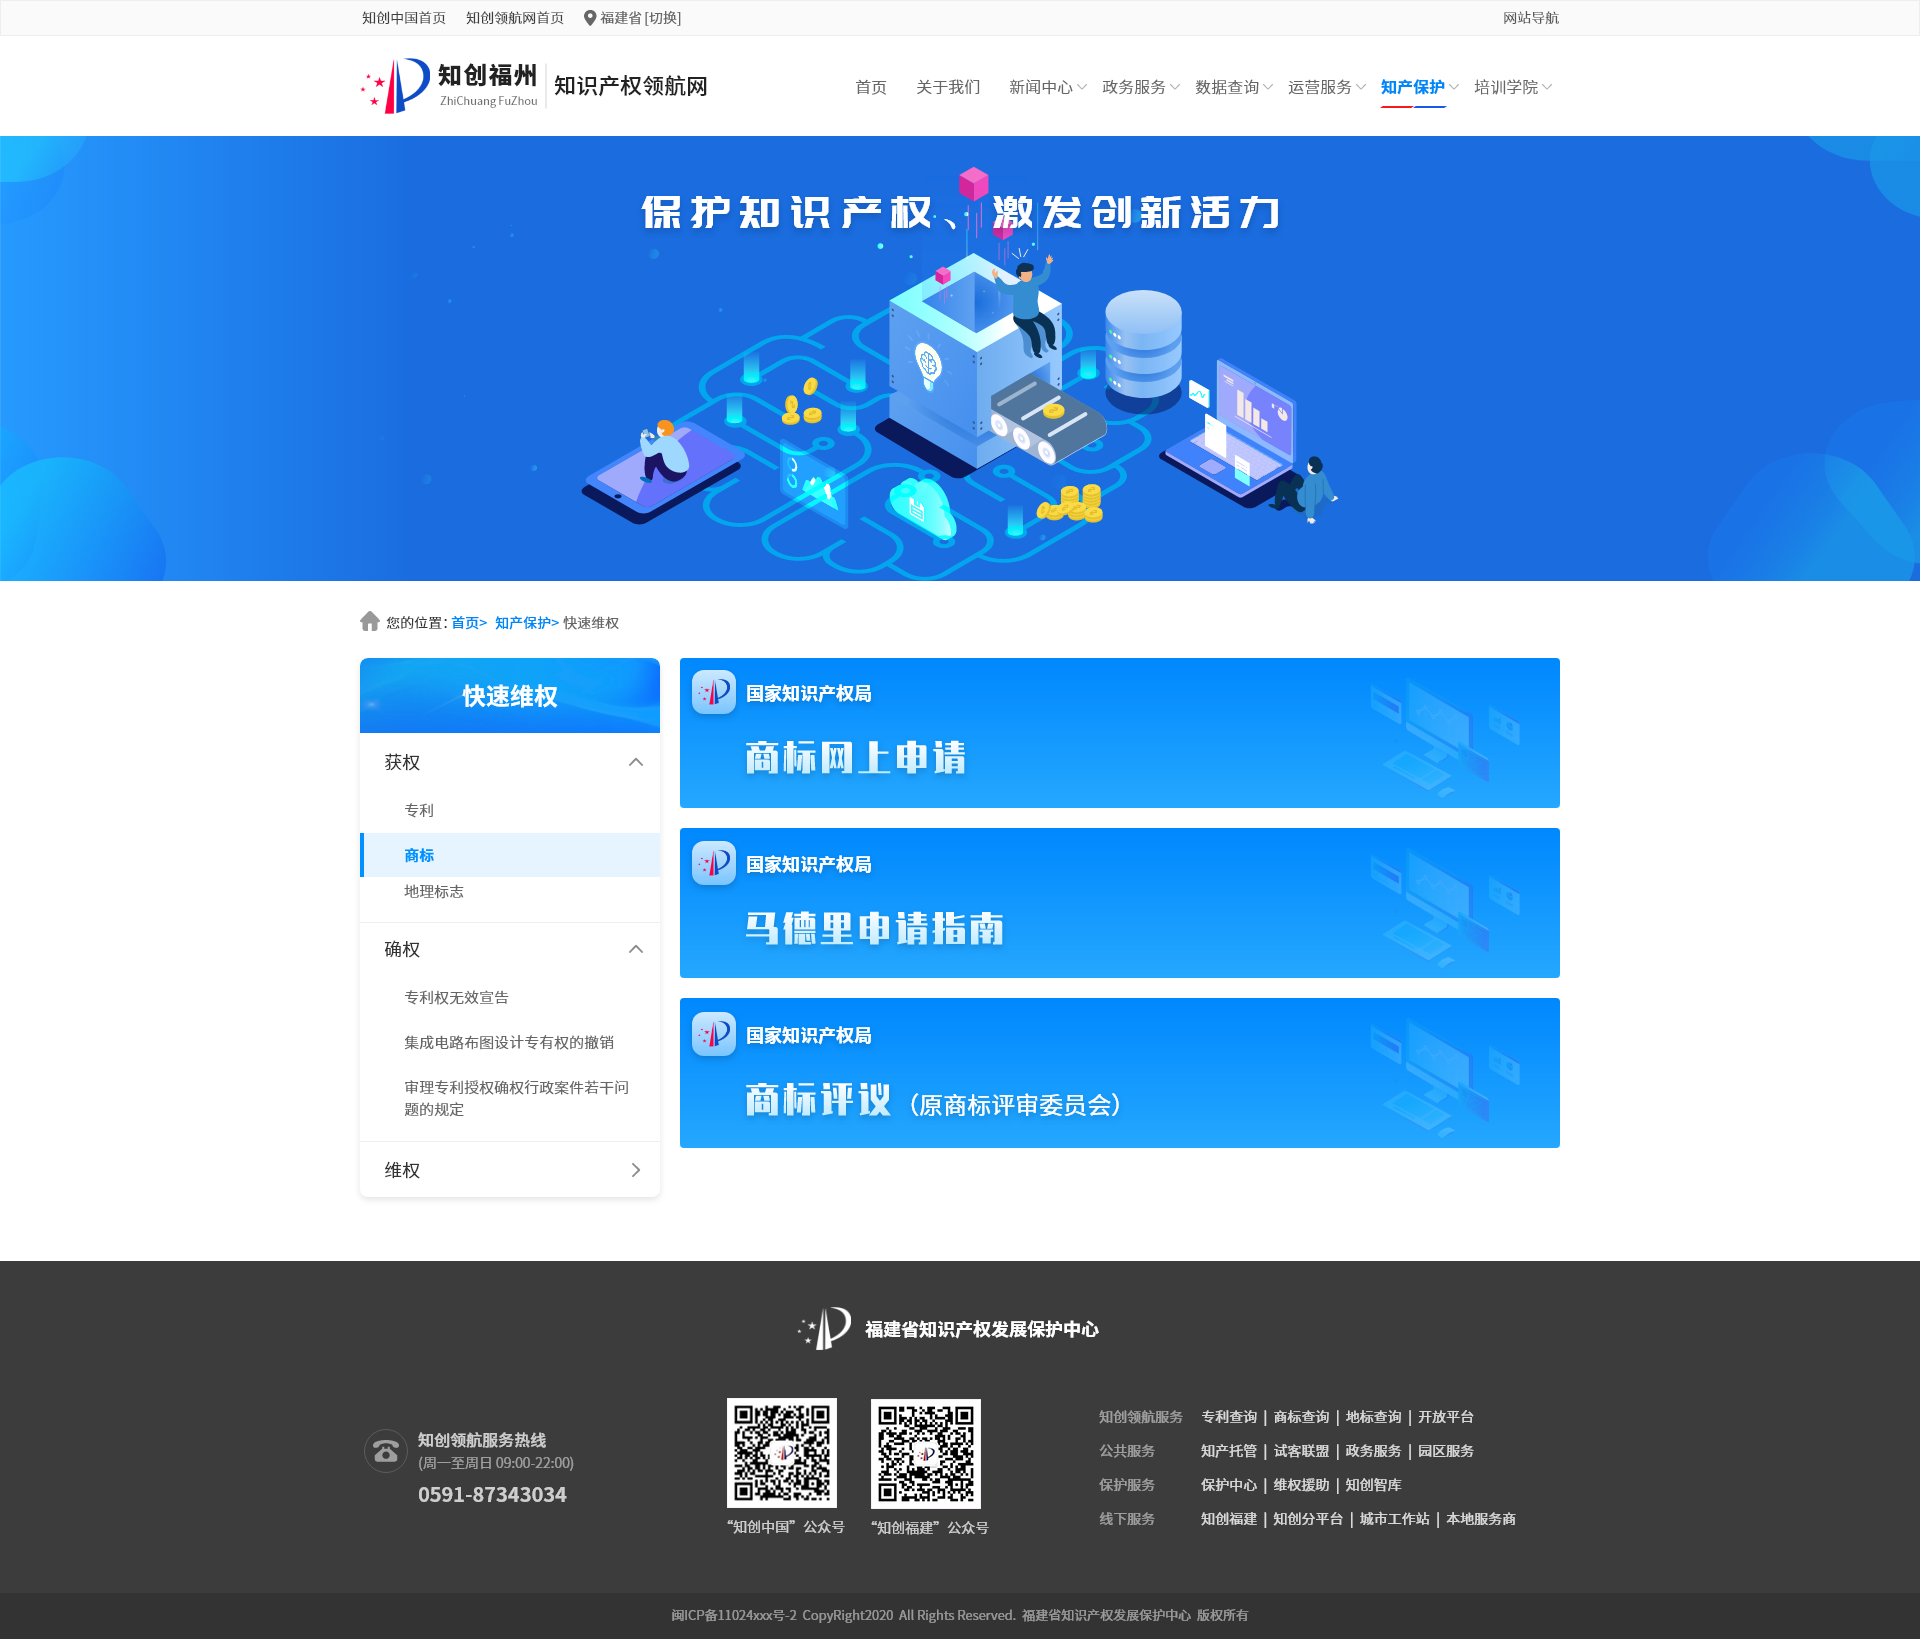 知创中国首页 知创领航网首页 福建省 [切换] 网站导航
知创福州
ZhiChuang FuZhou
知识产权领航网
首页 关于我们 新闻中心 政务服务 数据查询 运营服务 知产保护 培训学院
保护知识产权、激发创新活力
您的位置：首页> 知产保护> 快速维权
快速维权
获权
专利
商标
地理标志
确权
专利权无效宣告
集成电路布图设计专有权的撤销
审理专利授权确权行政案件若干问
题的规定
维权
国家知识产权局
商标网上申请
国家知识产权局
马德里申请指南
国家知识产权局
商标评议（原商标评审委员会）
福建省知识产权发展保护中心
知创领航服务热线
(周一至周日 09:00-22:00)
0591-87343034
“知创中国”公众号
“知创福建”公众号
知创领航服务 专利查询 | 商标查询 | 地标查询 | 开放平台
公共服务 知产托管 | 试客联盟 | 政务服务 | 园区服务
保护服务 保护中心 | 维权援助 | 知创智库
线下服务 知创福建 | 知创分平台 | 城市工作站 | 本地服务商
闽ICP备11024xxx号-2 CopyRight2020 All Rights Reserved. 福建省知识产权发展保护中心 版权所有